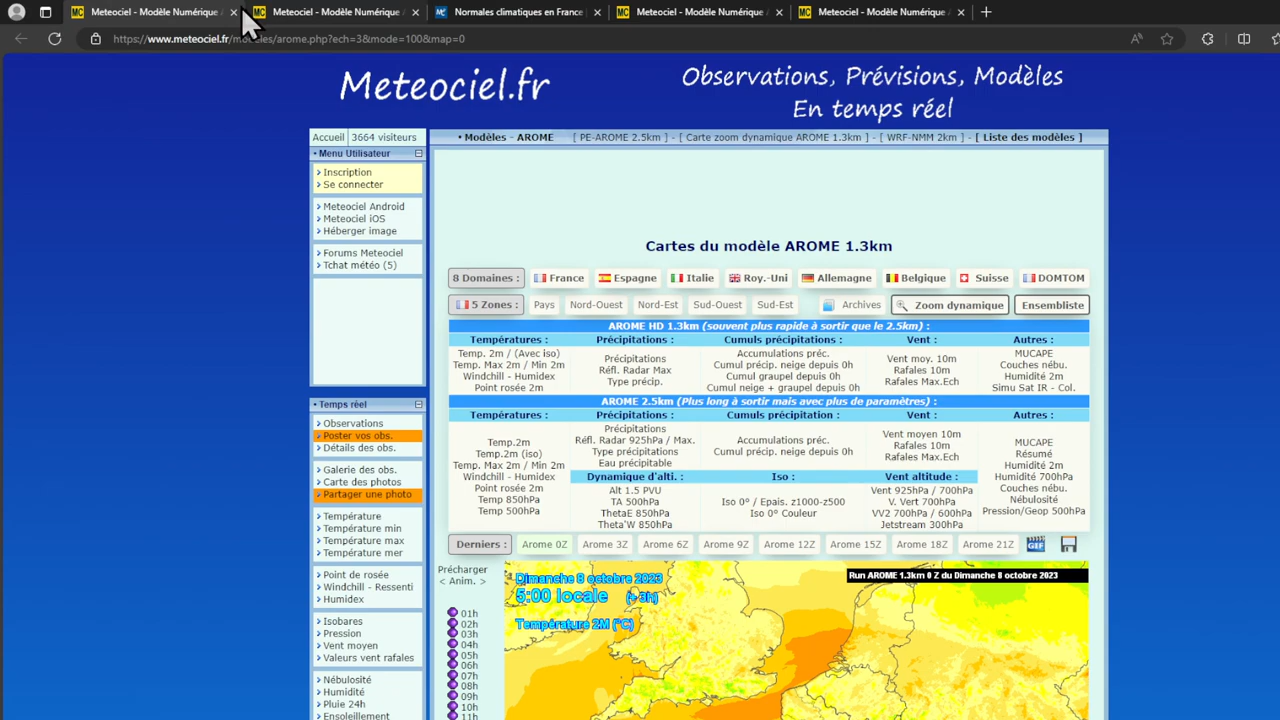 Meteociel - Modèle Numérique
Meteociel - Modèle Numérique
Normales climatiques en France
Meteociel - Modèle Numérique
Meteociel - Modèle Numérique
https://www.meteociel.fr/modeles/arome.php?ech=3&mode=100&map=0
Meteociel.fr
Observations, Prévisions, Modèles
En temps réel
Accueil 3664 visiteurs
• Modèles - AROME [ PE-AROME 2.5km ] - [ Carte zoom dynamique AROME 1.3km ] - [ WRF-NMM 2km ] - [ Liste des modèles ]
• Menu Utilisateur
Inscription
Se connecter
Meteociel Android
Meteociel iOS
Héberger image
Forums Meteociel
Tchat météo (5)
• Temps réel
Observations
Poster vos obs.
Détails des obs.
Galerie des obs.
Carte des photos
Partager une photo
Température
Température min
Température max
Température mer
Point de rosée
Windchill - Ressenti
Humidex
Isobares
Pression
Vent moyen
Valeurs vent rafales
Nébulosité
Humidité
Pluie 24h
Ensoleillement
Cartes du modèle AROME 1.3km
8 Domaines : France Espagne Italie Roy.-Uni Allemagne Belgique Suisse DOMTOM
5 Zones : Pays Nord-Ouest Nord-Est Sud-Ouest Sud-Est Archives Zoom dynamique Ensembliste
AROME HD 1.3km (souvent plus rapide à sortir que le 2.5km) :
Températures : Précipitations : Cumuls précipitations : Vent : Autres :
Temp. 2m / (Avec iso)
Temp. Max 2m / Min 2m
Windchill - Humidex
Point rosée 2m
Précipitations
Réfl. Radar Max
Type précip.
Accumulations préc.
Cumul précip. neige depuis 0h
Cumul graupel depuis 0h
Cumul neige + graupel depuis 0h
Vent moy. 10m
Rafales 10m
Rafales Max.Ech
MUCAPE
Couches nébu.
Humidité 2m
Simu Sat IR - Col.
AROME 2.5km (Plus long à sortir mais avec plus de paramètres) :
Températures : Précipitations : Cumuls précipitation : Vent : Autres :
Temp.2m
Temp.2m (iso)
Temp. Max 2m / Min 2m
Windchill - Humidex
Point rosée 2m
Temp 850hPa
Temp 500hPa
Précipitations
Réfl. Radar 925hPa / Max.
Type précipitations
Eau précipitable
Dynamique d'alti. :
Alt 1.5 PVU
TA 500hPa
ThetaE 850hPa
Theta'W 850hPa
Accumulations préc.
Cumul précip. neige depuis 0h
Iso :
Iso 0° / Epais. z1000-z500
Iso 0° Couleur
Vent moyen 10m
Rafales 10m
Rafales Max.Ech
Vent altitude :
Vent 925hPa / 700hPa
V. Vert 700hPa
VV2 700hPa / 600hPa
Jetstream 300hPa
MUCAPE
Résumé
Humidité 2m
Humidité 700hPa
Couches nébu.
Nébulosité
Pression/Geop 500hPa
Derniers : Arome 0Z Arome 3Z Arome 6Z Arome 9Z Arome 12Z Arome 15Z Arome 18Z Arome 21Z GIF
Précharger
< Anim. >
01h
02h
03h
04h
05h
06h
07h
08h
09h
10h
11h
Dimanche 8 octobre 2023
5:00 locale (+ 3h)
Température 2M (°C)
Run AROME 1.3km 0 Z du Dimanche 8 octobre 2023